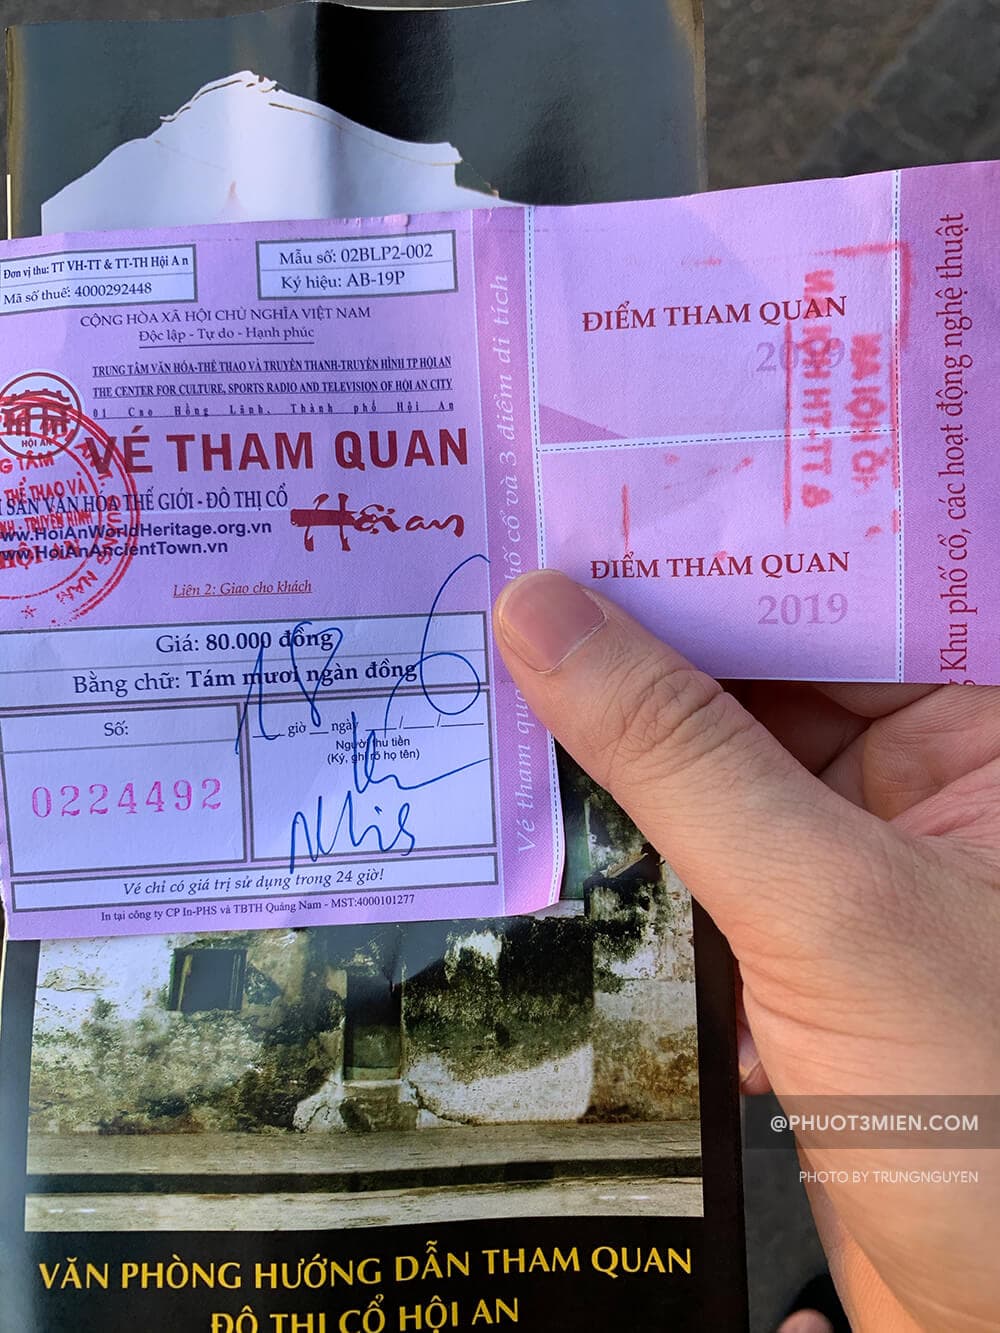 Đơn vị thu: TT VH-TT & TT-TH Hội An
Mã số thuế: 4000292448
Mẫu số: 02BLP2-002
Ký hiệu: AB-19P
CỘNG HÒA XÃ HỘI CHỦ NGHĨA VIỆT NAM
Độc lập - Tự do - Hạnh phúc
TRUNG TÂM VĂN HÓA-THỂ THAO VÀ TRUYỀN THANH-TRUYỀN HÌNH TP HỘI AN
THE CENTER FOR CULTURE, SPORTS RADIO AND TELEVISION OF HOI AN CITY
01 Cao Hồng Lãnh, Thành phố Hội An
HỘI AN
VÉ THAM QUAN
SẢN VĂN HÓA THẾ GIỚI - ĐÔ THỊ CỔ
Hội an
www.HoiAnWorldHeritage.org.vn
www.HoiAnAncientTown.vn
Liên 2: Giao cho khách
Giá: 80.000 đồng
Bằng chữ: Tám mươi ngàn đồng
18 6
Số:
0224492
giờ ngày / /
Người thu tiền
(Ký, ghi rõ họ tên)
Vé chỉ có giá trị sử dụng trong 24 giờ!
In tại công ty CP In-PHS và TBTH Quảng Nam - MST:4000101277
Vé tham quan phố cổ và 3 điểm di tích
ĐIỂM THAM QUAN
2019
ĐIỂM THAM QUAN
2019
Khu phố cổ, các hoạt động nghệ thuật
@PHUOT3MIEN.COM
PHOTO BY TRUNGNGUYEN
VĂN PHÒNG HƯỚNG DẪN THAM QUAN
ĐÔ THỊ CỔ HỘI AN